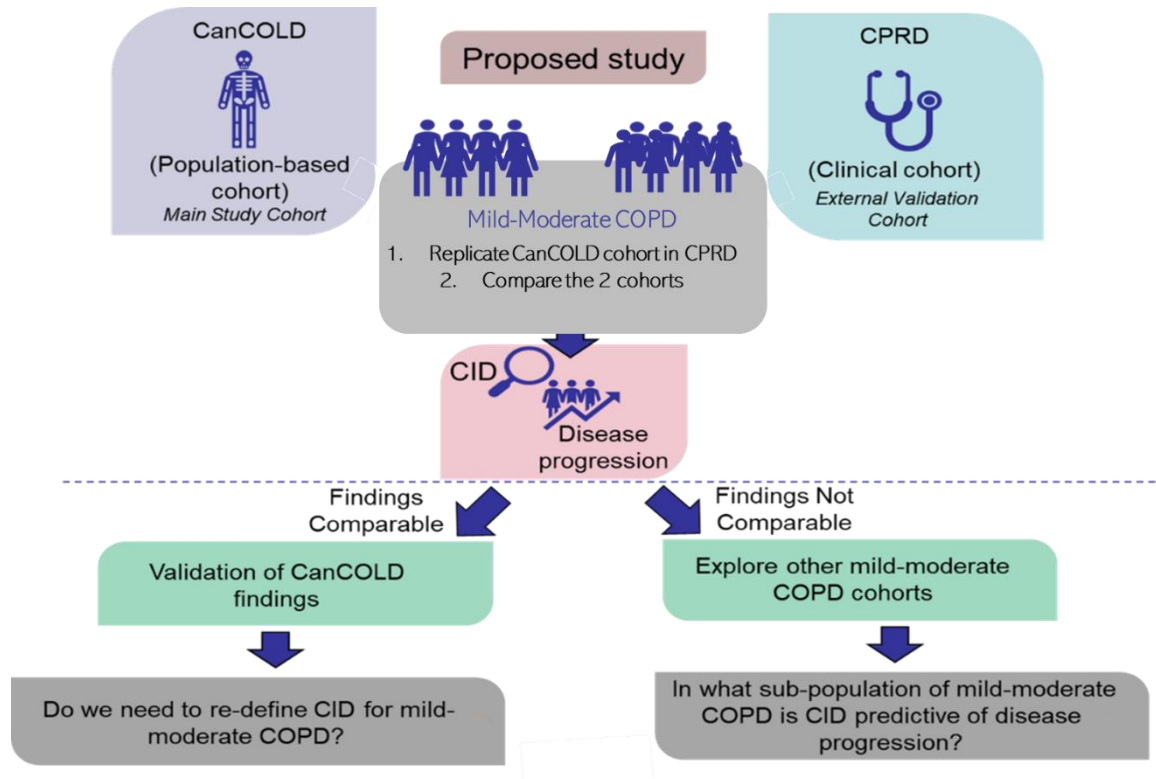 CanCOLD
(Population-based
cohort)
Main Study Cohort
Proposed study
CPRD
(Clinical cohort)
External Validation
Cohort
Mild-Moderate COPD
1. Replicate CanCOLD cohort in CPRD
2. Compare the 2 cohorts
CID
Disease
progression
Findings
Comparable
Findings Not
Comparable
Validation of CanCOLD
findings
Explore other mild-moderate
COPD cohorts
Do we need to re-define CID for mild-
moderate COPD?
In what sub-population of mild-moderate
COPD is CID predictive of disease
progression?